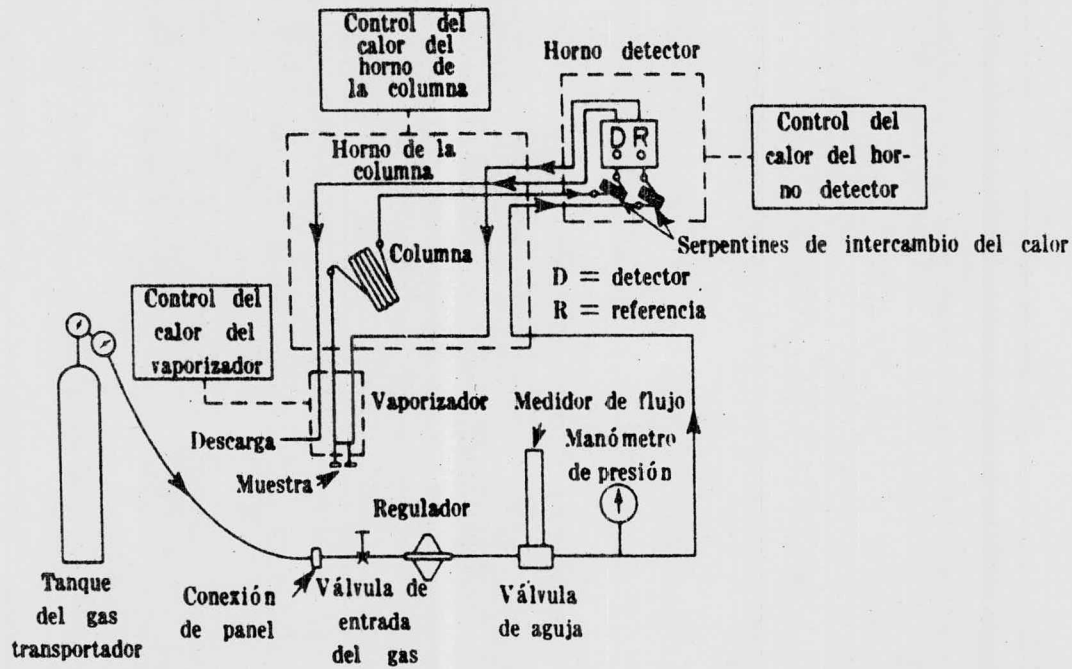 Control del
calor del
horno de
la columna
Horno detector
D R
Control del
calor del hor-
no detector
Horno de la
columna
Serpentines de intercambio del calor
Columna
D = detector
R = referencia
Control del
calor del
vaporizador
Vaporizador
Medidor de flujo
Descarga
Manómetro
de presión
Muestra
Regulador
Tanque
del gas
transportador
Conexión
de panel
Válvula de
entrada
del gas
Válvula
de aguja